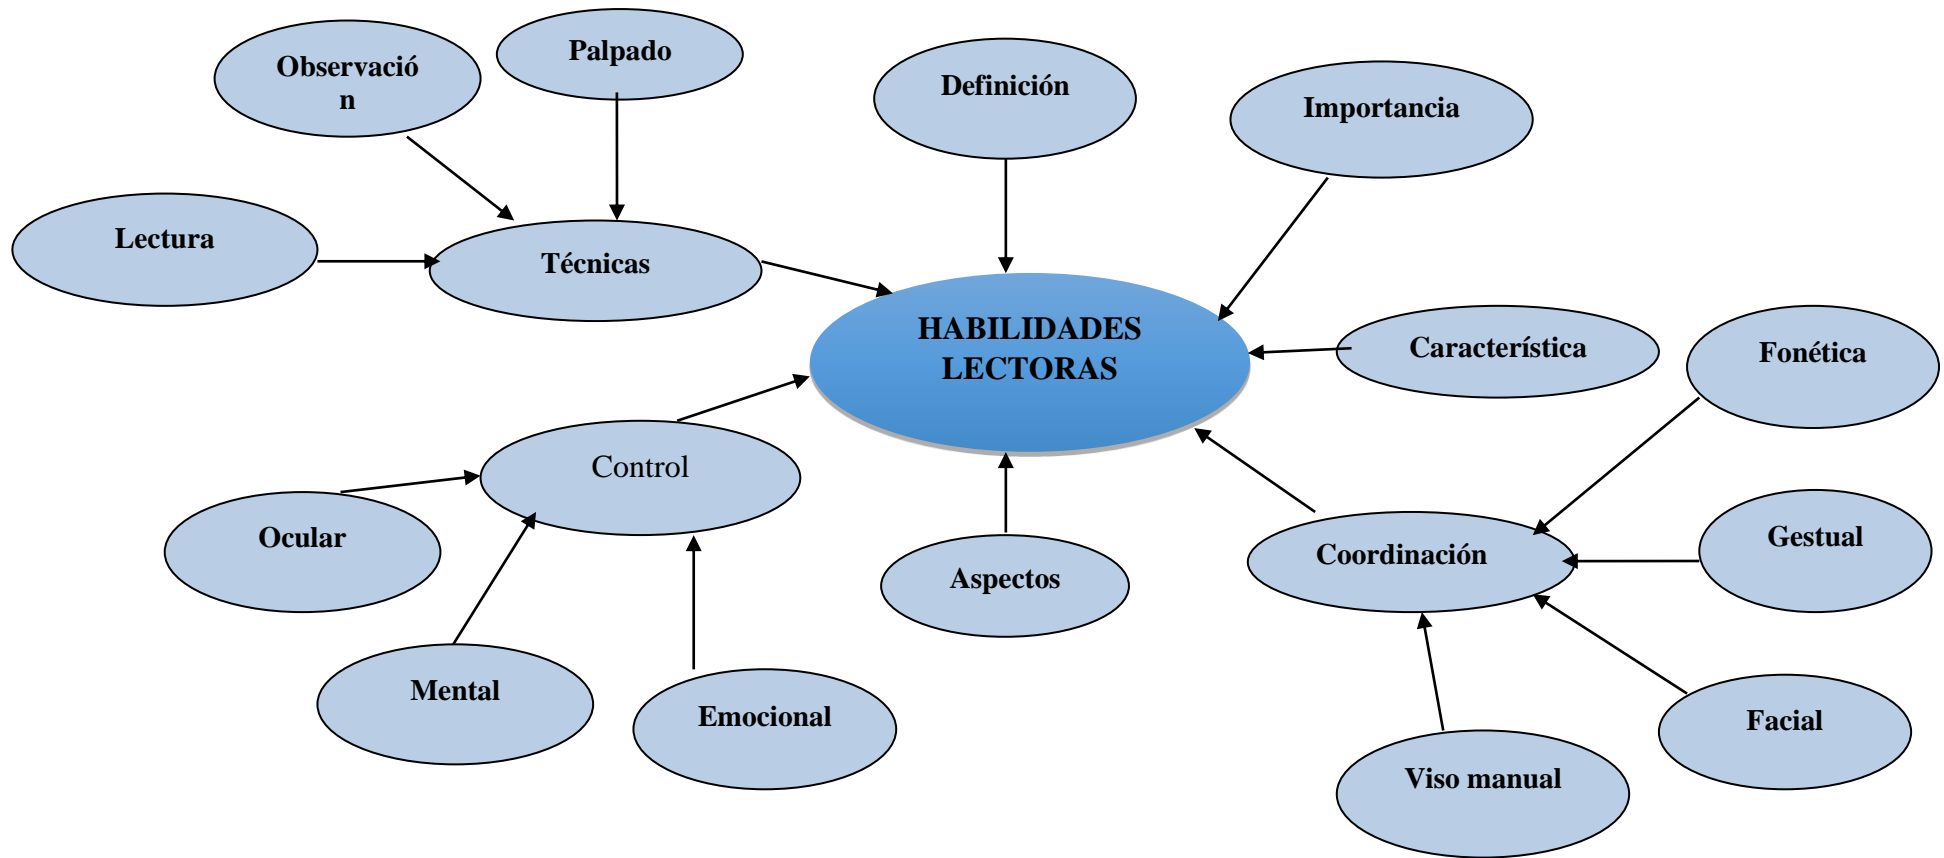 Observació
n
Palpado
Definición
Importancia
Lectura
Técnicas
HABILIDADES
LECTORAS
Característica
Fonética
Control
Ocular
Aspectos
Coordinación
Gestual
Mental
Emocional
Facial
Viso manual